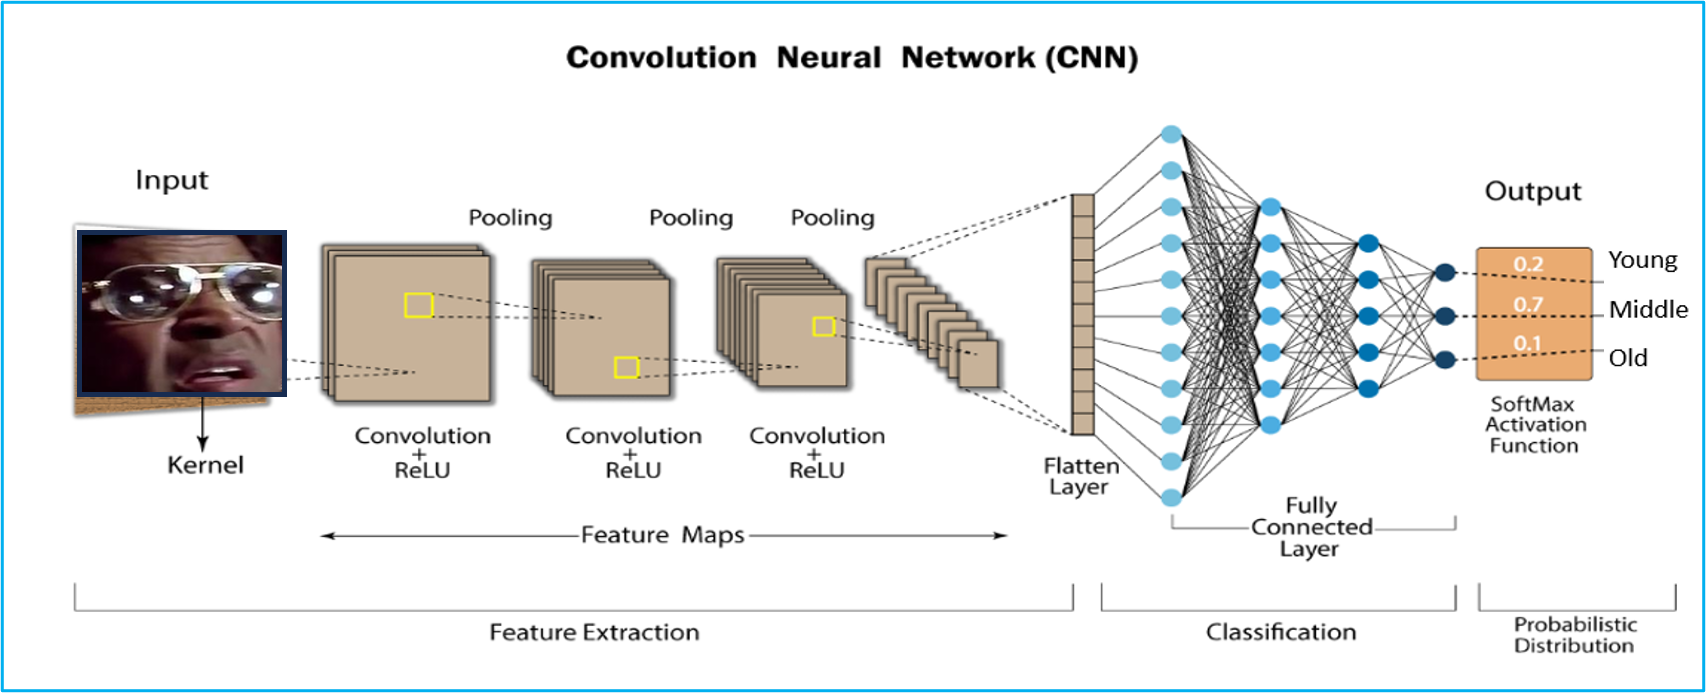 Convolution Neural Network (CNN)
Input
Pooling
Pooling
Pooling
Output
Kernel
Convolution
+
ReLU
Convolution
+
ReLU
Convolution
+
ReLU
Flatten
Layer
0.2
0.7
0.1
Young
Middle
Old
SoftMax
Activation
Function
Feature Maps
Fully
Connected
Layer
Feature Extraction
Classification
Probabilistic
Distribution